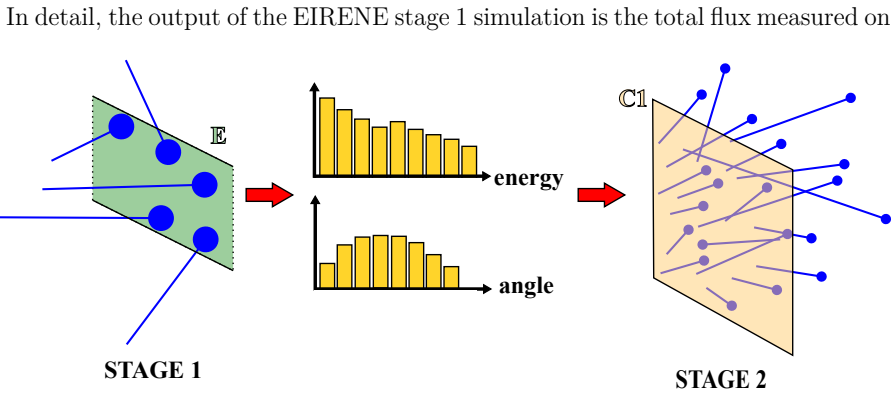 In detail, the output of the EIRENE stage 1 simulation is the total flux measured on
E
C1
energy
angle
STAGE 1
STAGE 2